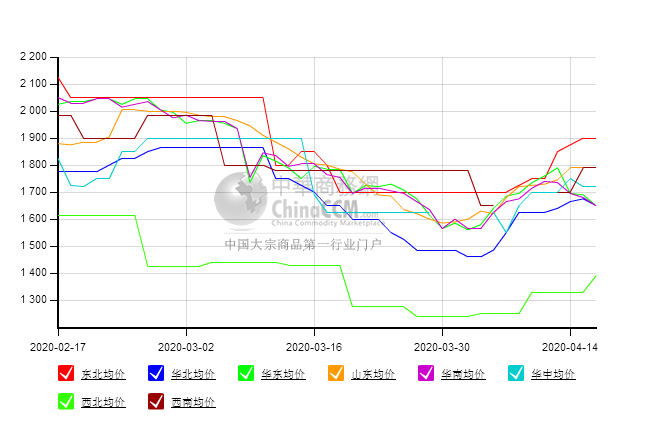 2 200
2 100
2 000
1 900
1 800
1 700
1 600
1 500
1 400
1 300
中華商務網
ChinaCCM.com
China Commodity Marketplace
中国大宗商品第一行业门户
2020-02-17 2020-03-02 2020-03-16 2020-03-30 2020-04-14
东北均价 华北均价 华东均价 山东均价 华南均价 华中均价
西北均价 西南均价